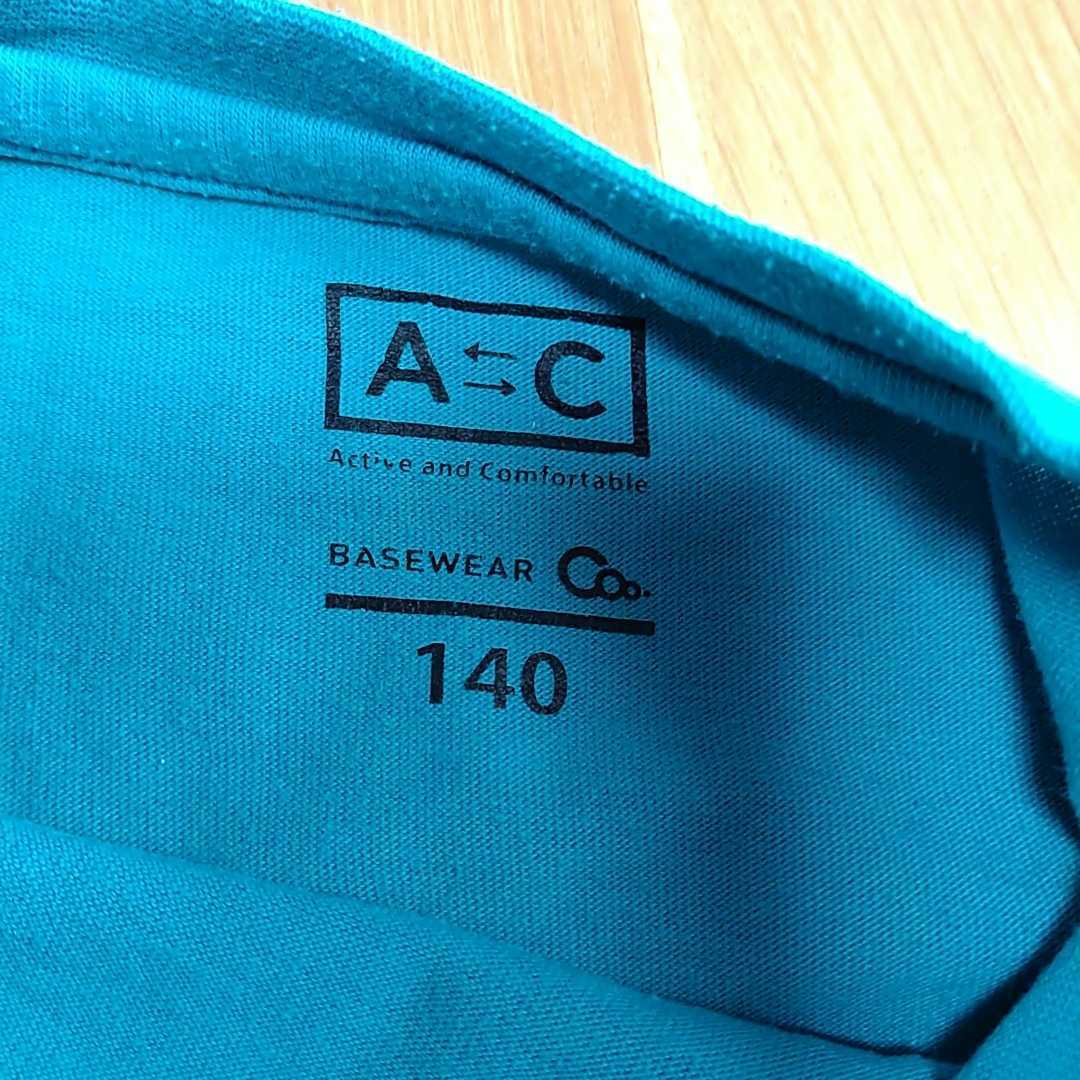 A ⇆ C
Active and Comfortable
BASEWEAR Coo.
140